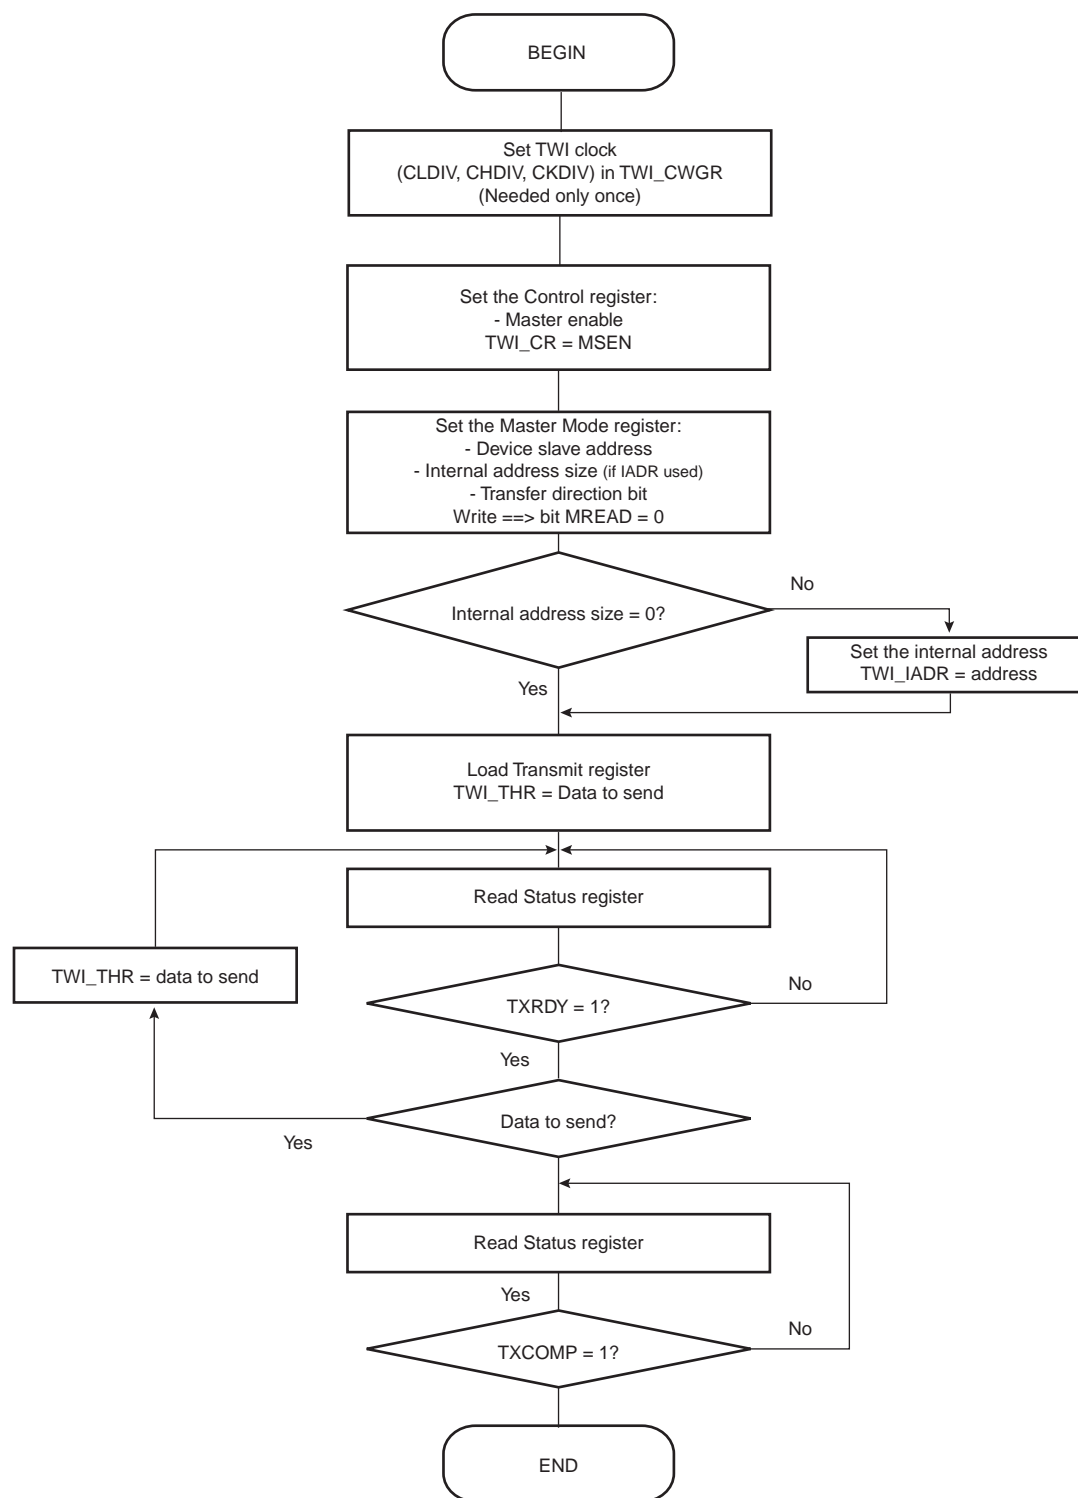 BEGIN
Set TWI clock
(CLDIV, CHDIV, CKDIV) in TWI_CWGR
(Needed only once)
Set the Control register:
- Master enable
TWI_CR = MSEN
Set the Master Mode register:
- Device slave address
- Internal address size (if IADR used)
- Transfer direction bit
Write ==> bit MREAD = 0
No
Internal address size = 0?
Set the internal address
TWI_IADR = address
Yes
Load Transmit register
TWI_THR = Data to send
Read Status register
TWI_THR = data to send
TXRDY = 1?
No
Yes
Data to send?
Yes
Read Status register
Yes
TXCOMP = 1?
No
END